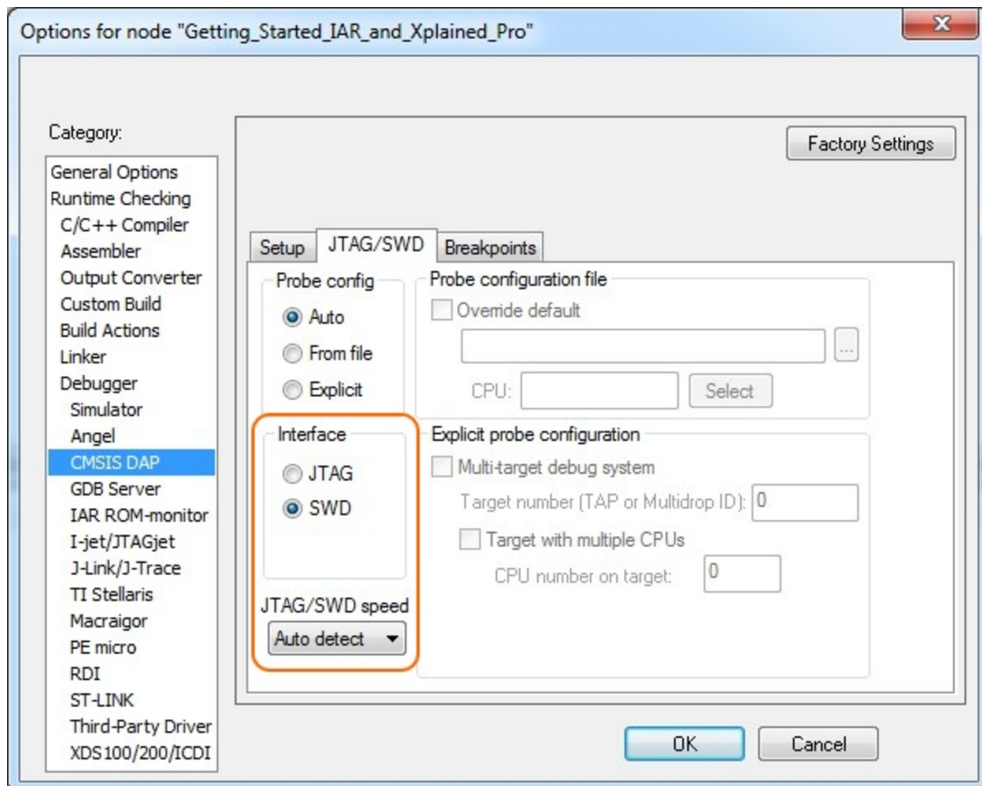 Options for node "Getting_Started_IAR_and_Xplained_Pro"
Category:
General Options
Runtime Checking
C/C++ Compiler
Assembler
Output Converter
Custom Build
Build Actions
Linker
Debugger
Simulator
Angel
CMSIS DAP
GDB Server
IAR ROM-monitor
I-jet/JTAGjet
J-Link/J-Trace
TI Stellaris
Macraigor
PE micro
RDI
ST-LINK
Third-Party Driver
XDS100/200/ICDI
Factory Settings
Setup
JTAG/SWD
Breakpoints
Probe config
Auto
From file
Explicit
Probe configuration file
Override default
...
CPU:
Select
Interface
JTAG
SWD
JTAG/SWD speed
Auto detect
Explicit probe configuration
Multi-target debug system
Target number (TAP or Multidrop ID): 0
Target with multiple CPUs
CPU number on target: 0
OK
Cancel